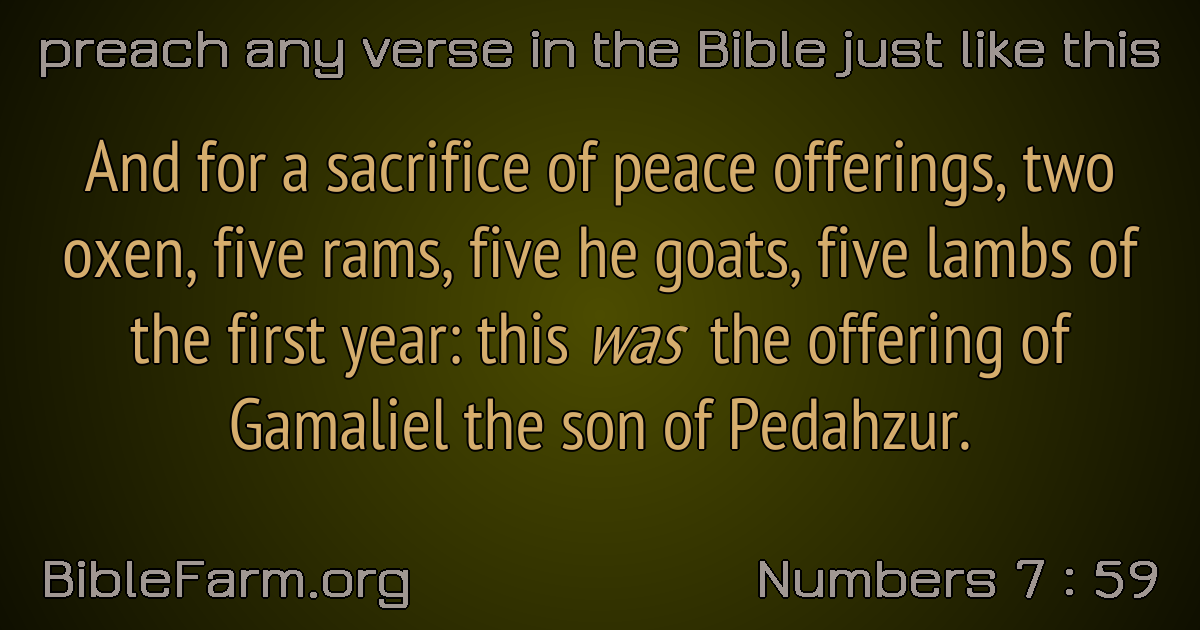 preach any verse in the Bible just like this
And for a sacrifice of peace offerings, two
oxen, five rams, five he goats, five lambs of
the first year: this was the offering of
Gamaliel the son of Pedahzur.
BibleFarm.org
Numbers 7 : 59